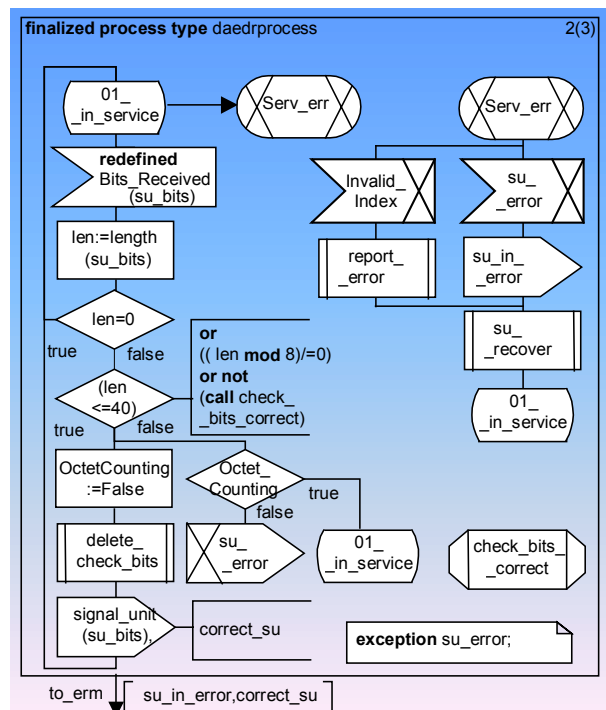 finalized process type daedrprocess 2(3)
01_
_in_service
Serv_err
Serv_err
redefined
Bits_Received
(su_bits)
Invalid_
Index
su_
_error
len:=length
(su_bits)
report_
_error
su_in_
_error
len=0
true
false
or
(( len mod 8)/=0)
or not
(call check_
_bits_correct)
su_
_recover
(len
<=40)
true
false
01_
_in_service
OctetCounting
:=False
Octet_
Counting
true
false
delete_
check_bits
su_
_error
01_
_in_service
check_bits_
_correct
signal_unit
(su_bits),
correct_su
exception su_error;
to_erm
su_in_error,correct_su